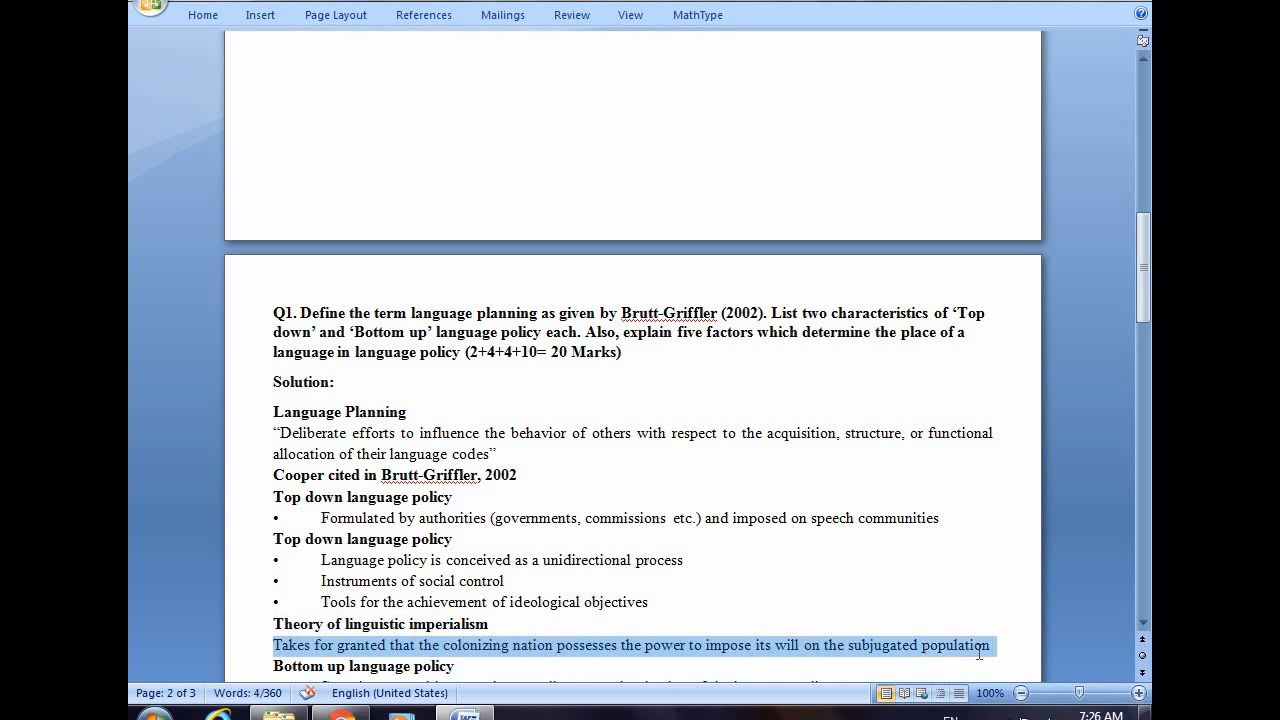 Home Insert Page Layout References Mailings Review View MathType
Q1. Define the term language planning as given by Brutt-Griffler (2002). List two characteristics of ‘Top
down’ and ‘Bottom up’ language policy each. Also, explain five factors which determine the place of a
language in language policy (2+4+4+10= 20 Marks)
Solution:
Language Planning
“Deliberate efforts to influence the behavior of others with respect to the acquisition, structure, or functional
allocation of their language codes”
Cooper cited in Brutt-Griffler, 2002
Top down language policy
• Formulated by authorities (governments, commissions etc.) and imposed on speech communities
Top down language policy
• Language policy is conceived as a unidirectional process
• Instruments of social control
• Tools for the achievement of ideological objectives
Theory of linguistic imperialism
Takes for granted that the colonizing nation possesses the power to impose its will on the subjugated population
Bottom up language policy
Page: 2 of 3 Words: 4/360 English (United States) 100%
EN 7:26 AM